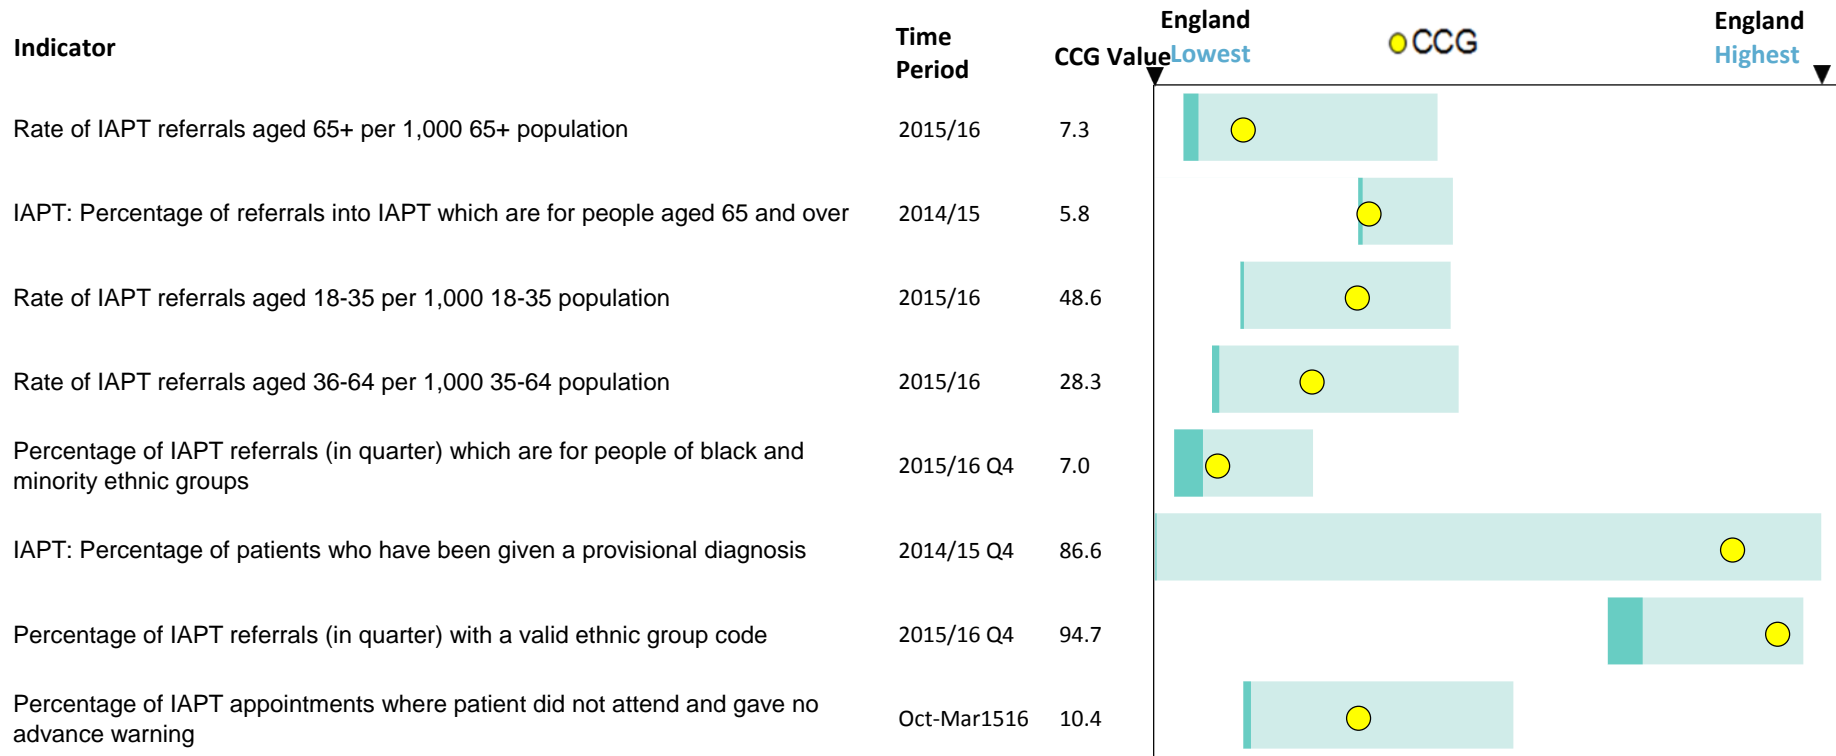 Indicator
Time
Period
CCG Value
England
Lowest
CCG
England
Highest
Rate of IAPT referrals aged 65+ per 1,000 65+ population 2015/16 7.3
IAPT: Percentage of referrals into IAPT which are for people aged 65 and over 2014/15 5.8
Rate of IAPT referrals aged 18-35 per 1,000 18-35 population 2015/16 48.6
Rate of IAPT referrals aged 36-64 per 1,000 35-64 population 2015/16 28.3
Percentage of IAPT referrals (in quarter) which are for people of black and
minority ethnic groups
2015/16 Q4 7.0
IAPT: Percentage of patients who have been given a provisional diagnosis 2014/15 Q4 86.6
Percentage of IAPT referrals (in quarter) with a valid ethnic group code 2015/16 Q4 94.7
Percentage of IAPT appointments where patient did not attend and gave no
advance warning
Oct-Mar1516 10.4